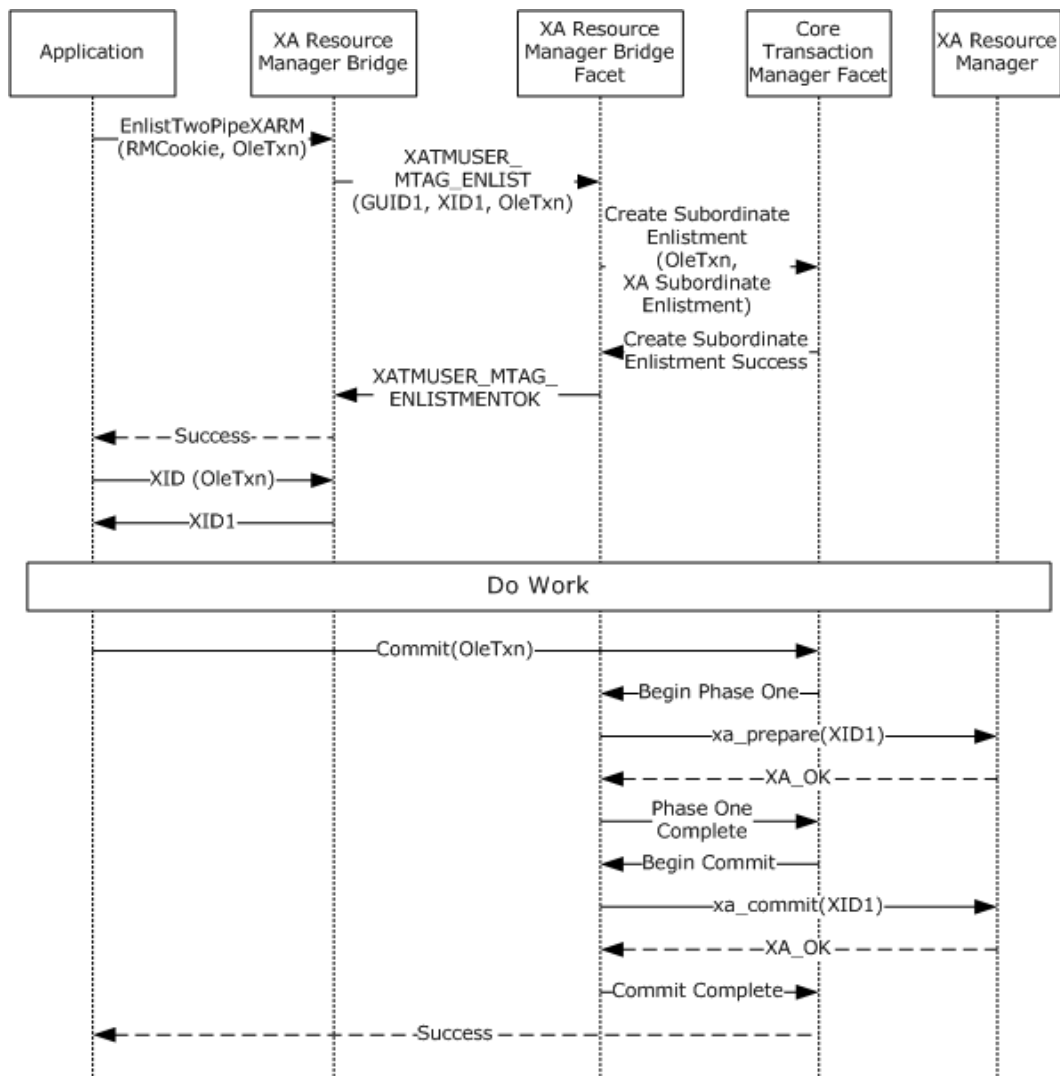 Application
XA Resource
Manager Bridge
XA Resource
Manager Bridge
Facet
Core
Transaction
Manager Facet
XA Resource
Manager
EnlistTwoPipeXARM
(RMCookie, OleTxn)
XATMUSER_
MTAG_ENLIST
(GUID1, XID1, OleTxn)
Create Subordinate
Enlistment
(OleTxn,
XA Subordinate
Enlistment)
Create Subordinate
Enlistment Success
XATMUSER_MTAG_
ENLISTMENTOK
Success
XID (OleTxn)
XID1
Do Work
Commit(OleTxn)
Begin Phase One
xa_prepare(XID1)
XA_OK
Phase One
Complete
Begin Commit
xa_commit(XID1)
XA_OK
Commit Complete
Success